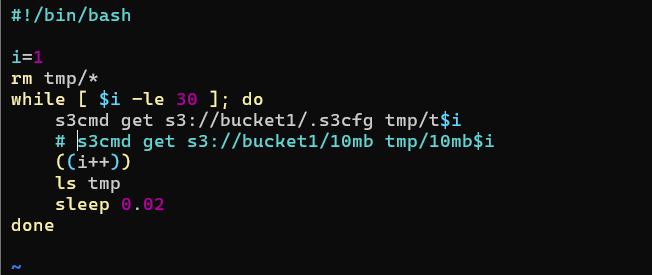 #!/bin/bash
i=1
rm tmp/*
while [ $i -le 30 ]; do
    s3cmd get s3://bucket1/.s3cfg tmp/t$i
    # s3cmd get s3://bucket1/10mb tmp/10mb$i
    ((i++))
    ls tmp
    sleep 0.02
done
~